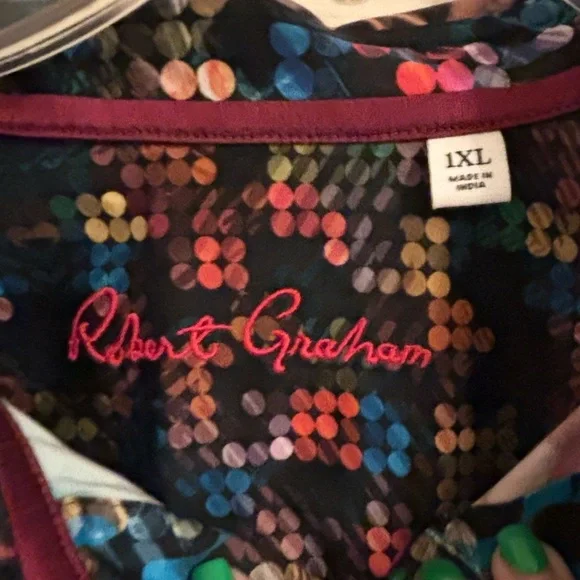 1XL
MADE IN
INDIA
Robert Graham